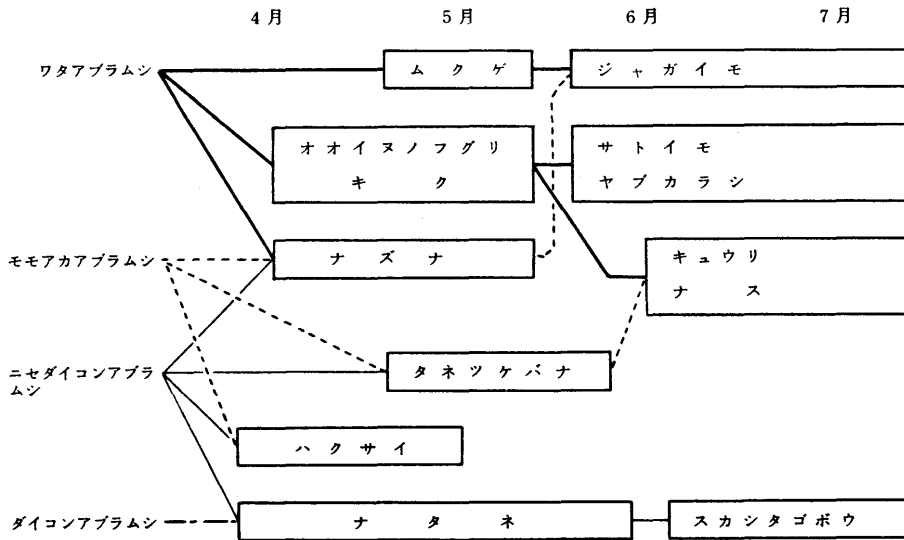 4月 5月 6月 7月
ワタアブラムシ ムクゲ ジャガイモ
オオイヌノフグリ サトイモ
キク ヤブカラシ
モモアカアブラムシ ナズナ キュウリ
ナス
ニセダイコンアブラ タネツケバナ
ムシ
ハクサイ
ダイコンアブラムシ ナタネ スカシタゴボウ